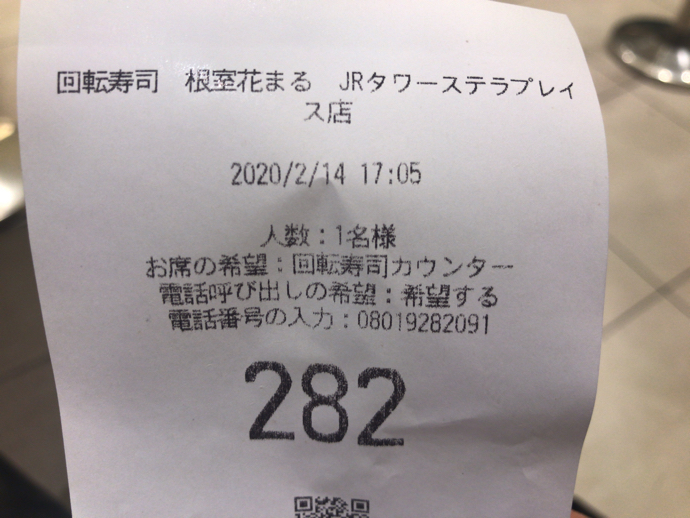 回転寿司　根室花まる　JRタワーステラプレイ
ス店
2020/2/14 17:05
人数：1名様
お席の希望：回転寿司カウンター
電話呼び出しの希望：希望する
電話番号の入力：08019282091
282